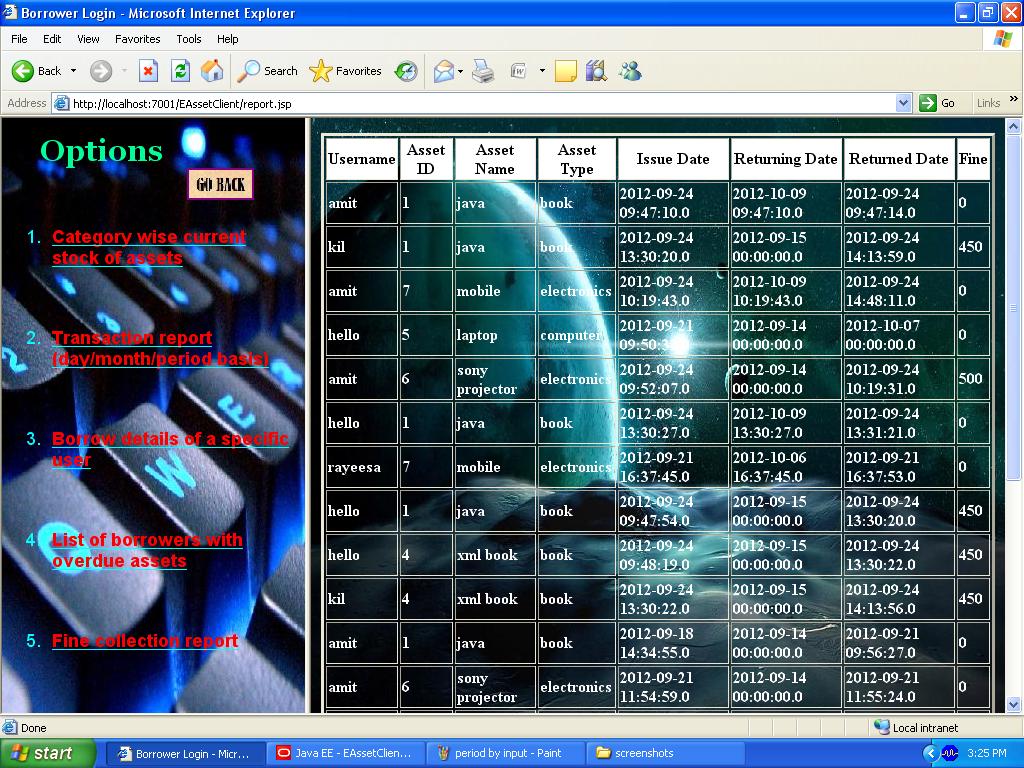 Borrower Login - Microsoft Internet Explorer
File Edit View Favorites Tools Help
Back Search Favorites
Address http://localhost:7001/EAssetClient/report.jsp Go Links »
Options
GO BACK
1. Category wise current
stock of assets
2. Transaction report
(day/month/period basis)
3. Borrow details of a specific
user
4. List of borrowers with
overdue assets
5. Fine collection report
Username Asset ID Asset Name Asset Type Issue Date Returning Date Returned Date Fine
amit 1 java book 2012-09-24 09:47:10.0 2012-10-09 09:47:10.0 2012-09-24 09:47:14.0 0
kil 1 java book 2012-09-24 13:30:20.0 2012-09-15 00:00:00.0 2012-09-24 14:13:59.0 450
amit 7 mobile electronics 2012-09-24 10:19:43.0 2012-10-09 10:19:43.0 2012-09-24 14:48:11.0 0
hello 5 laptop computer 2012-09-21 2012-09-14 00:00:00.0 2012-10-07 00:00:00.0 0
amit 6 sony projector electronics 2012-09-24 09:52:07.0 2012-09-14 00:00:00.0 2012-09-24 10:19:31.0 500
hello 1 java book 2012-09-24 13:30:27.0 2012-10-09 13:30:27.0 2012-09-24 13:31:21.0 0
rayeesa 7 mobile electronics 2012-09-21 16:37:45.0 2012-10-06 16:37:45.0 2012-09-21 16:37:53.0 0
hello 1 java book 2012-09-24 09:47:54.0 2012-09-15 00:00:00.0 2012-09-24 13:30:20.0 450
hello 4 xml book book 2012-09-24 09:48:19.0 2012-09-15 00:00:00.0 2012-09-24 13:30:22.0 450
kil 4 xml book book 2012-09-24 13:30:22.0 2012-09-15 00:00:00.0 2012-09-24 14:13:56.0 450
amit 1 java book 2012-09-18 14:34:55.0 2012-09-14 00:00:00.0 2012-09-21 09:56:27.0 0
amit 6 sony projector electronics 2012-09-21 11:54:59.0 2012-09-14 00:00:00.0 2012-09-21 11:55:24.0 0
Done Local intranet
start Borrower Login - Micr... Java EE - EAssetClien... period by input - Paint screenshots 3:25 PM